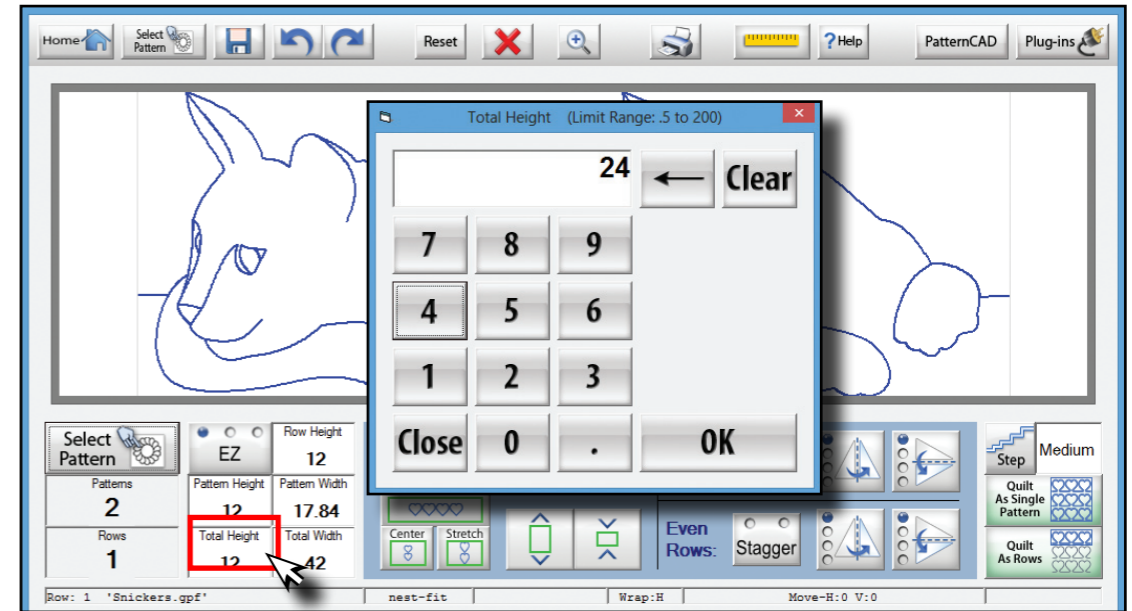 Home
Select
Pattern
Reset
? Help
PatternCAD
Plug-ins
Total Height (Limit Range: .5 to 200)
24
Clear
7 8 9
4 5 6
1 2 3
Close 0 . OK
Select
Pattern
EZ
Row Height
12
Patterns
2
Pattern Height
12
Pattern Width
17.84
Rows
1
Total Height
12
Total Width
42
Center
Stretch
Even
Rows:
Stagger
Step
Medium
Quilt
As Single
Pattern
Quilt
As Rows
Row: 1 'Snickers.gpf'
nest-fit
Wrap:H
Move-H:0 V:0